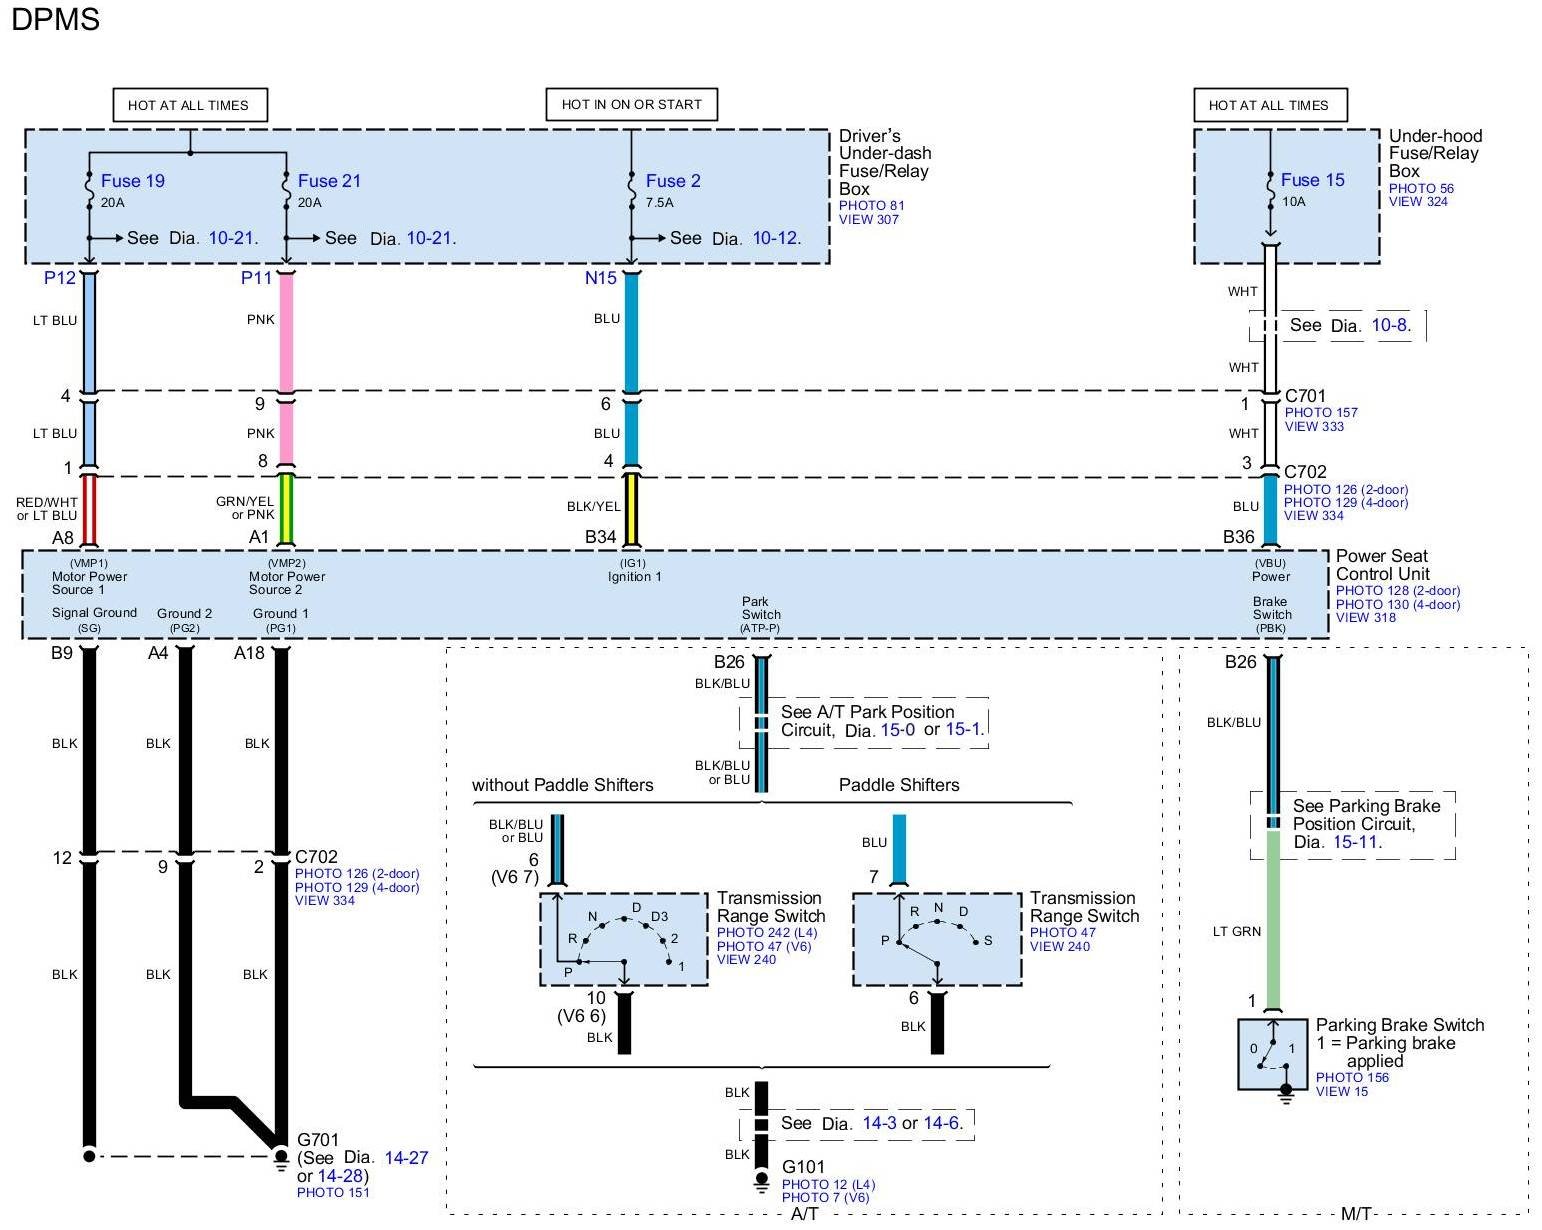 DPMS
HOT AT ALL TIMES
HOT IN ON OR START
HOT AT ALL TIMES
Fuse 19
20A
See Dia. 10-21.
Fuse 21
20A
See Dia. 10-21.
Fuse 2
7.5A
See Dia. 10-12.
Driver's
Under-dash
Fuse/Relay
Box
PHOTO 81
VIEW 307
Fuse 15
10A
Under-hood
Fuse/Relay
Box
PHOTO 56
VIEW 324
P12
P11
N15
LT BLU
PNK
BLU
WHT
See Dia. 10-8.
WHT
4
9
6
1
C701
PHOTO 157
VIEW 333
LT BLU
PNK
BLU
WHT
1
8
4
3
C702
PHOTO 126 (2-door)
PHOTO 129 (4-door)
VIEW 334
RED/WHT
or LT BLU
GRN/YEL
or PNK
BLK/YEL
BLU
A8
A1
B34
B36
(VMP1)
Motor Power
Source 1
(VMP2)
Motor Power
Source 2
(IG1)
Ignition 1
(VBU)
Power
Signal Ground
(SG)
Ground 2
(PG2)
Ground 1
(PG1)
Park
Switch
(ATP-P)
Brake
Switch
(PBK)
Power Seat
Control Unit
PHOTO 128 (2-door)
PHOTO 130 (4-door)
VIEW 318
B9
A4
A18
B26
B26
BLK
BLK
BLK
BLK/BLU
See A/T Park Position
Circuit, Dia. 15-0 or 15-1.
BLK/BLU
or BLU
BLK/BLU
without Paddle Shifters
Paddle Shifters
See Parking Brake
Position Circuit,
Dia. 15-11.
12
9
2
C702
PHOTO 126 (2-door)
PHOTO 129 (4-door)
VIEW 334
BLK/BLU
or BLU
6
(V6 7)
BLU
7
P
R
N
D
D3
2
1
Transmission
Range Switch
PHOTO 242 (L4)
PHOTO 47 (V6)
VIEW 240
P
R
N
D
S
Transmission
Range Switch
PHOTO 47
VIEW 240
LT GRN
BLK
BLK
BLK
10
(V6 6)
BLK
6
BLK
1
0
1
Parking Brake Switch
1 = Parking brake
applied
PHOTO 156
VIEW 15
BLK
See Dia. 14-3 or 14-6.
BLK
G701
(See Dia. 14-27
or 14-28)
PHOTO 151
G101
PHOTO 12 (L4)
PHOTO 7 (V6)
A/T
M/T